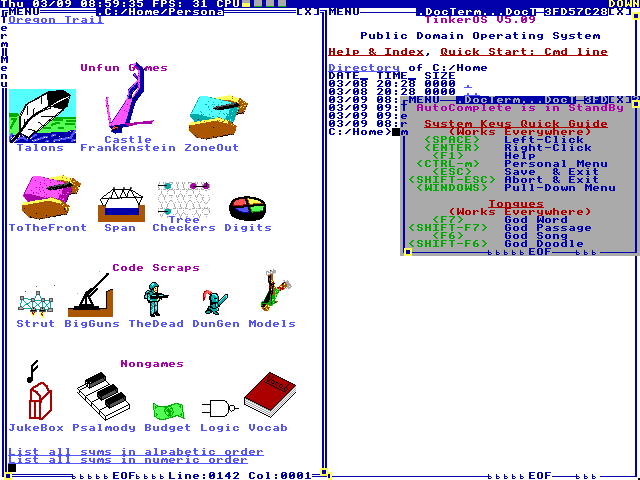 Thu 03/09 08:59:35 FPS: 31 CPU
DOWN
MENU
.C:/Home/Persona
[X]
Term
Menu
Oregon Trail
Unfun Games
Talons
Castle
Frankenstein
ZoneOut
ToTheFront
Span
Tree
Checkers
Digits
Code Scraps
Strut
BigGuns
TheDead
DunGen
Models
Nongames
JukeBox
Psalmody
Budget
Logic
Vocab
List all syms in alphabetic order
List all syms in numeric order
EOF
Line:0142 Col:0001
MENU
.DocTerm...DocT
3FD57C28
[X]
TinkerOS V5.09
Public Domain Operating System
Help & Index, Quick Start: Cmd line
Directory of C:/Home
DATE_ _TIME_ SIZE
03/08 20:28 0000 .
03/08 20:28 0000 ..
03/09 08:
03/09 09:
03/09 09:
03/09 08:
C:/Home>
MENU
.DocTerm...DocT
3FD
[X]
AutoComplete is in StandBy
System Keys Quick Guide
(Works Everywhere)
<SPACE> Left-Click
<ENTER> Right-Click
<F1> Help
<CTRL-m> Personal Menu
<ESC> Save & Exit
<SHIFT-ESC> Abort & Exit
<WINDOWS> Pull-Down Menu
Tongues
(Works Everywhere)
<F7> God Word
<SHIFT-F7> God Passage
<F6> God Song
<SHIFT-F6> God Doodle
EOF
EOF